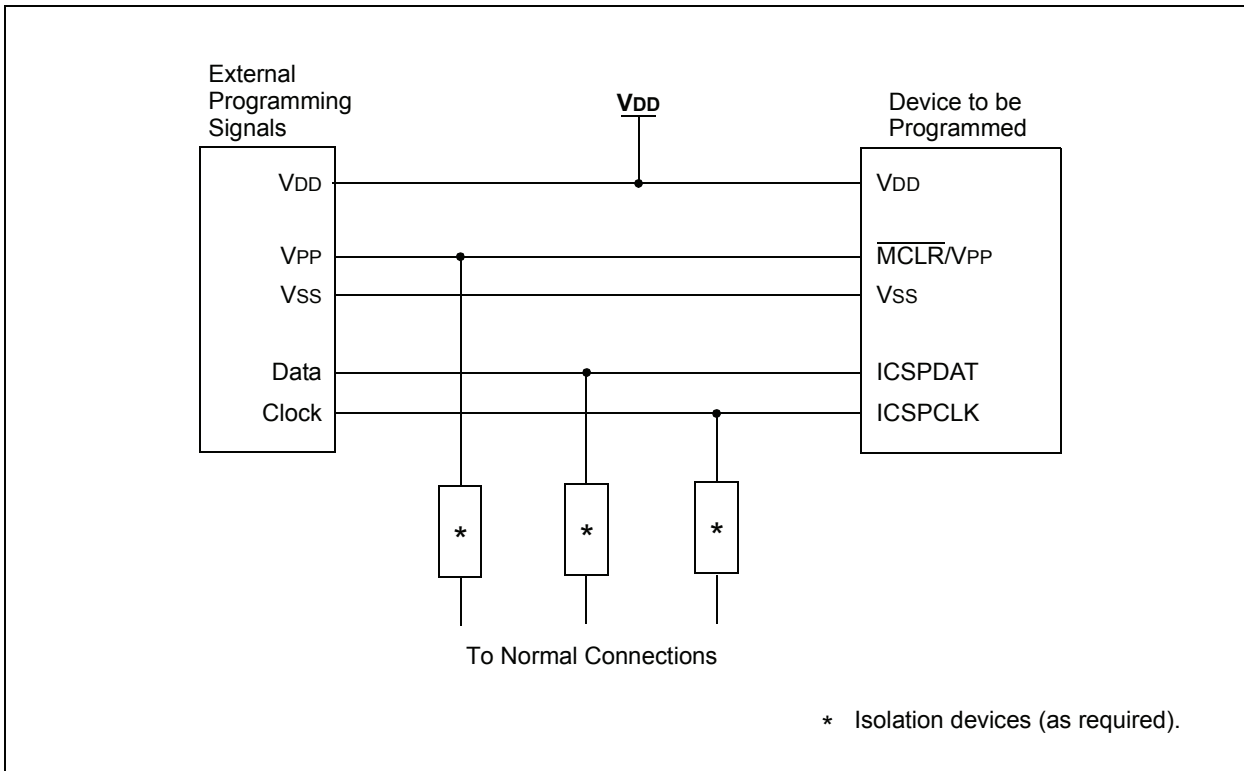 External
Programming
Signals
VDD
Device to be
Programmed
VDD
VDD
VPP
MCLR/VPP
VSS
VSS
Data
ICSPDAT
Clock
ICSPCLK
*
*
*
To Normal Connections
* Isolation devices (as required).